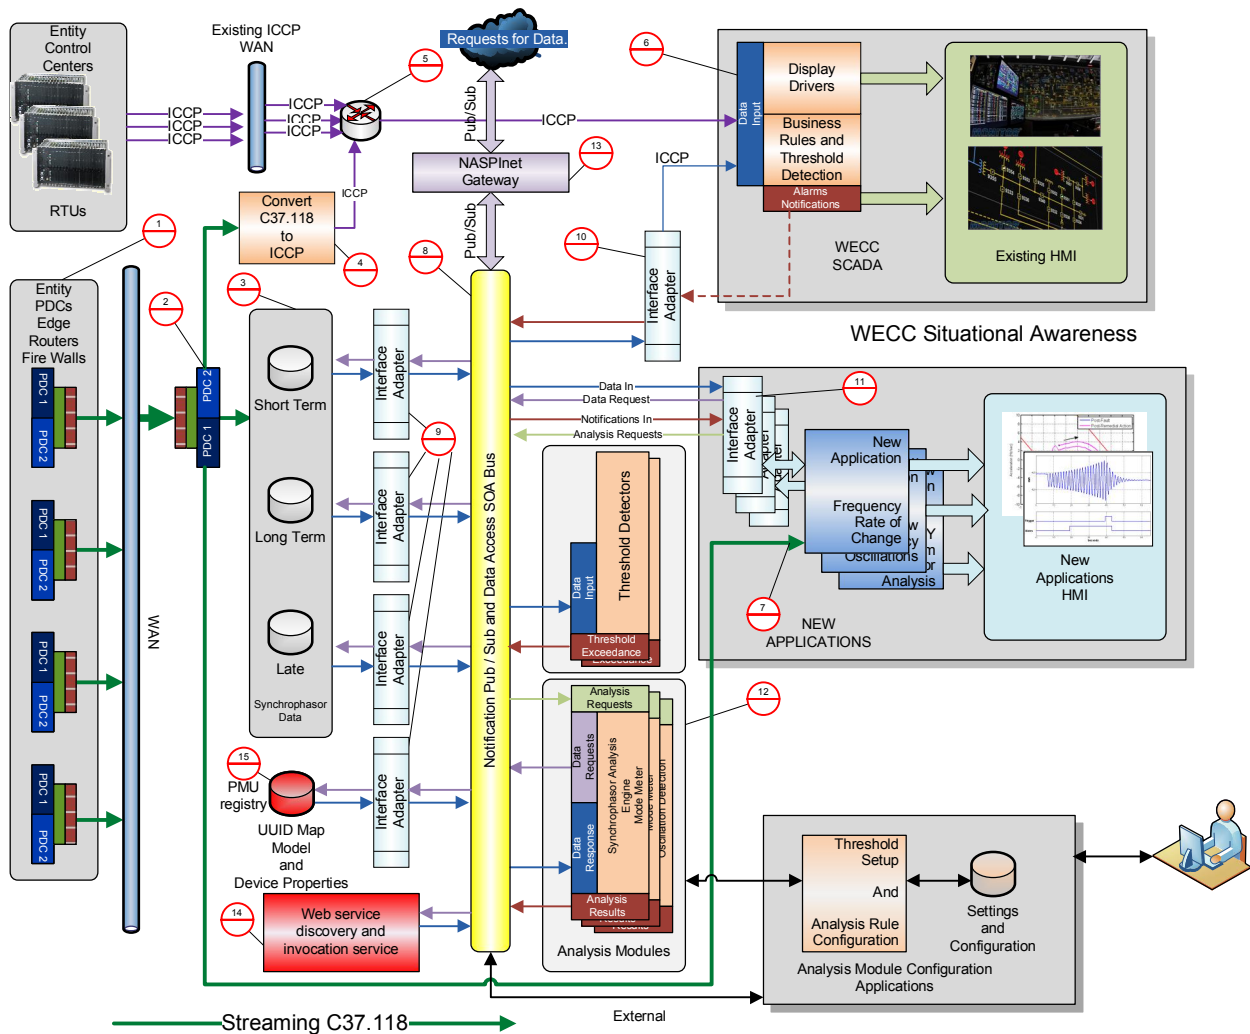 Entity
Control
Centers
RTUs
Existing ICCP
WAN
ICCP
ICCP
ICCP
ICCP
ICCP
ICCP
5
Requests for Data.
Pub/Sub
ICCP
NASPInet
Gateway
13
Pub/Sub
6
Data
Input
Display
Drivers
Business
Rules and
Threshold
Detection
Alarms
Notifications
WECC
SCADA
Existing HMI
ICCP
10
Interface
Adapter
WECC Situational Awareness
Convert
C37.118
to
ICCP
ICCP
4
1
Entity
PDCs
Edge
Routers
Fire Walls
PDC 1
PDC 2
PDC 1
PDC 2
PDC 1
PDC 2
PDC 1
PDC 2
WAN
2
PDC 2
PDC 1
3
Short Term
Long Term
Late
Synchrophasor
Data
Interface
Adapter
Interface
Adapter
Interface
Adapter
Interface
Adapter
9
8
Notification Pub / Sub and Data Access SOA Bus
Data In
Data Request
Notifications In
Analysis Requests
11
Interface
Adapter
New
Application
Frequency
Rate of
Change
Oscillations
Analysis
7
NEW
APPLICATIONS
New
Applications
HMI
Threshold Detectors
Data
Input
Threshold
Exceedance
Exceedance
12
Analysis
Requests
Data
Requests
Data
Response
Synchrophasor Analysis
Engine
Mode Meter
Mode Meter
Oscillation Detection
Analysis
Results
Results
Results
Analysis Modules
15
PMU
registry
UUID Map
Model
and
Device Properties
14
Web service
discovery and
invocation service
Threshold
Setup
And
Analysis Rule
Configuration
Settings
and
Configuration
Analysis Module Configuration
Applications
External
Streaming C37.118